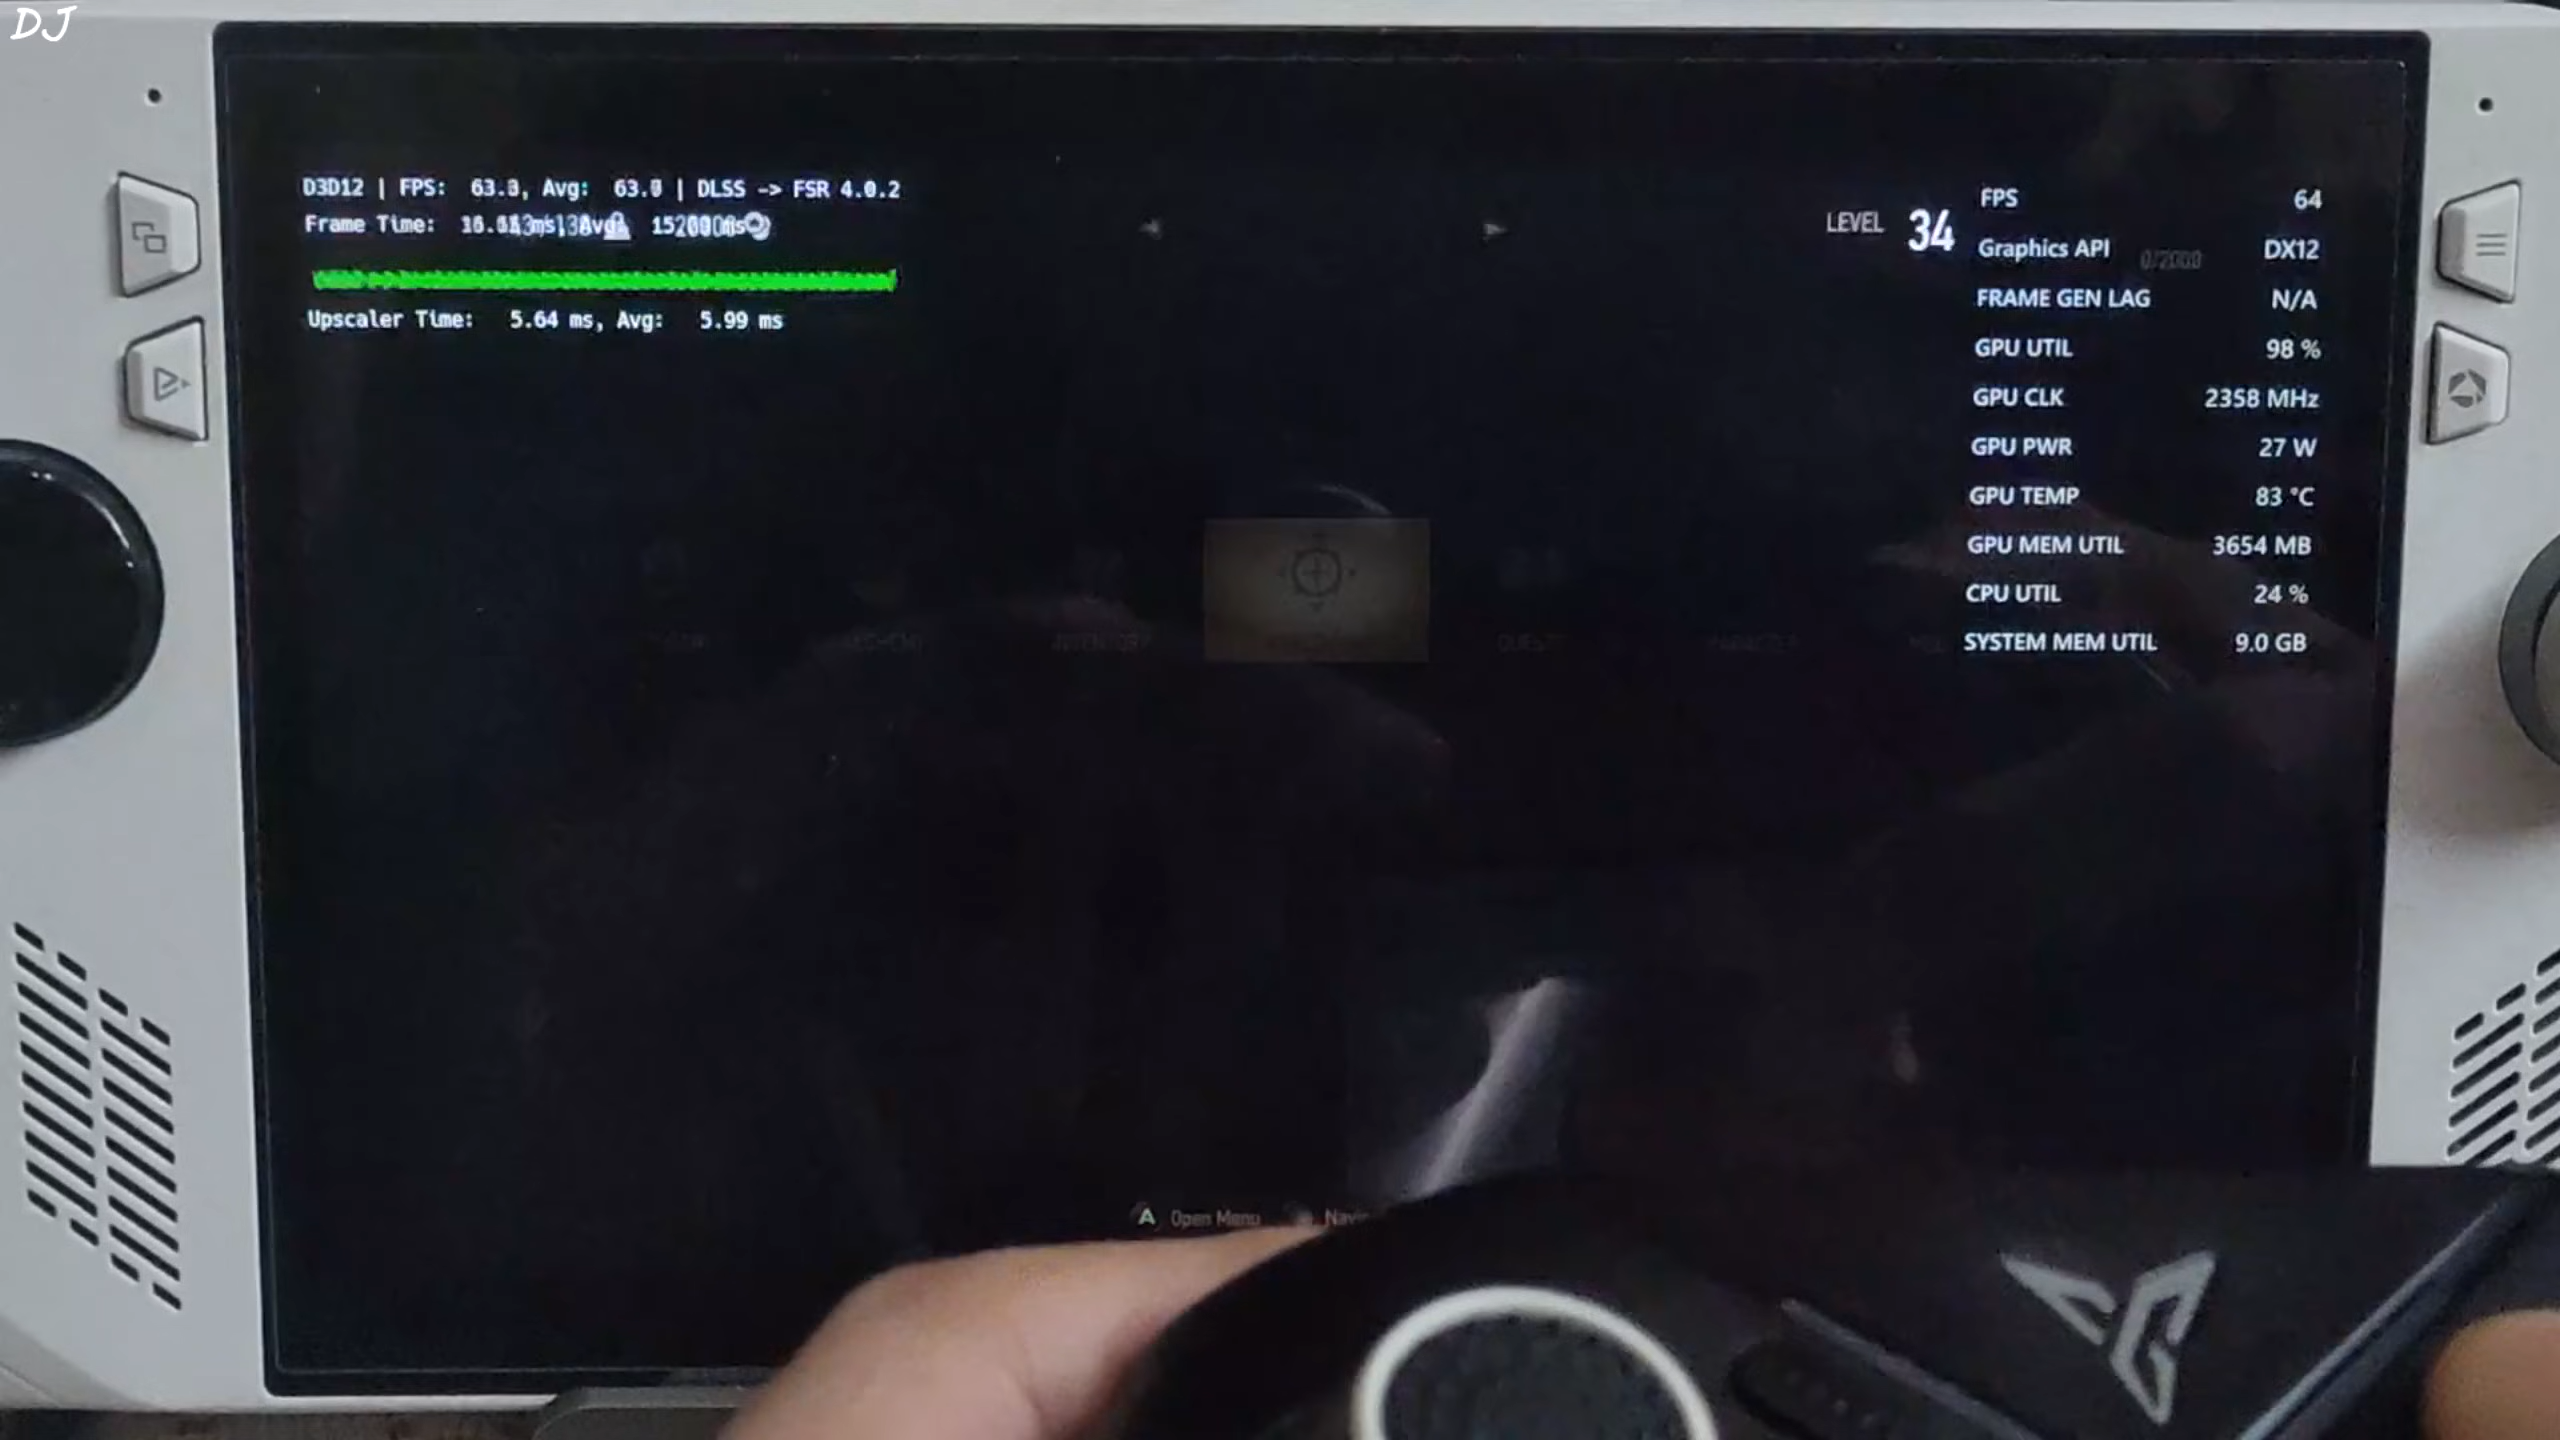 DJ
D3D12 | FPS: 63.3, Avg: 63.0 | DLSS -> FSR 4.0.2
Frame Time:
Upscaler Time: 5.64 ms, Avg: 5.99 ms
LEVEL 34
FPS 64
Graphics API DX12
0/2000
FRAME GEN LAG N/A
GPU UTIL 98 %
GPU CLK 2358 MHz
GPU PWR 27 W
GPU TEMP 83 °C
GPU MEM UTIL 3654 MB
CPU UTIL 24 %
SYSTEM MEM UTIL 9.0 GB
INVENTORY
A Open Menu